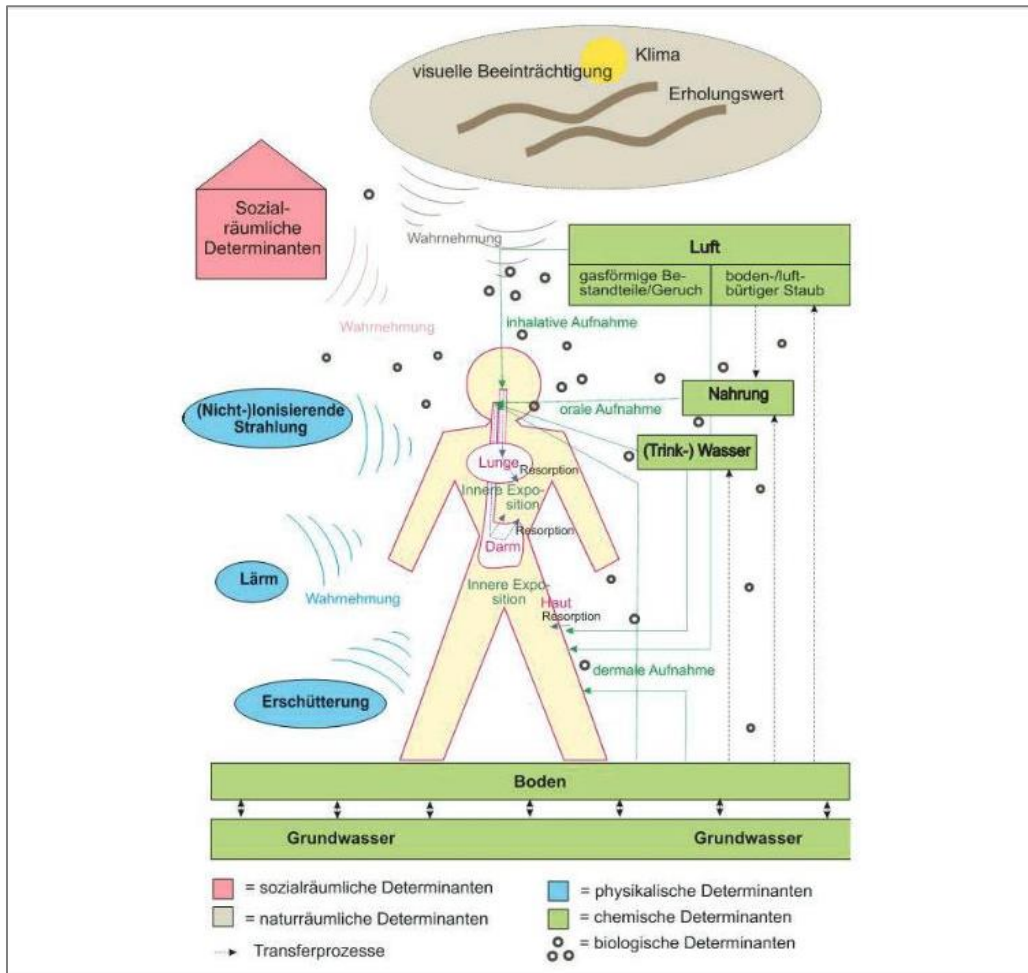 Klima
visuelle Beeinträchtigung
Erholungswert
Sozial-
räumliche
Determinanten
Wahrnehmung
Luft
gasförmige Be-
standteile/Geruch
boden-/luft-
bürtiger Staub
Wahrnehmung
inhalative Aufnahme
(Nicht-)Ionisierende
Strahlung
orale Aufnahme
Nahrung
(Trink-) Wasser
Lunge
Resorption
Innere Expo-
sition
Resorption
Darm
Lärm
Wahrnehmung
Innere Expo-
sition
Haut
Resorption
dermale Aufnahme
Erschütterung
Boden
Grundwasser
Grundwasser
= sozialräumliche Determinanten
= naturräumliche Determinanten
Transferprozesse
= physikalische Determinanten
= chemische Determinanten
= biologische Determinanten